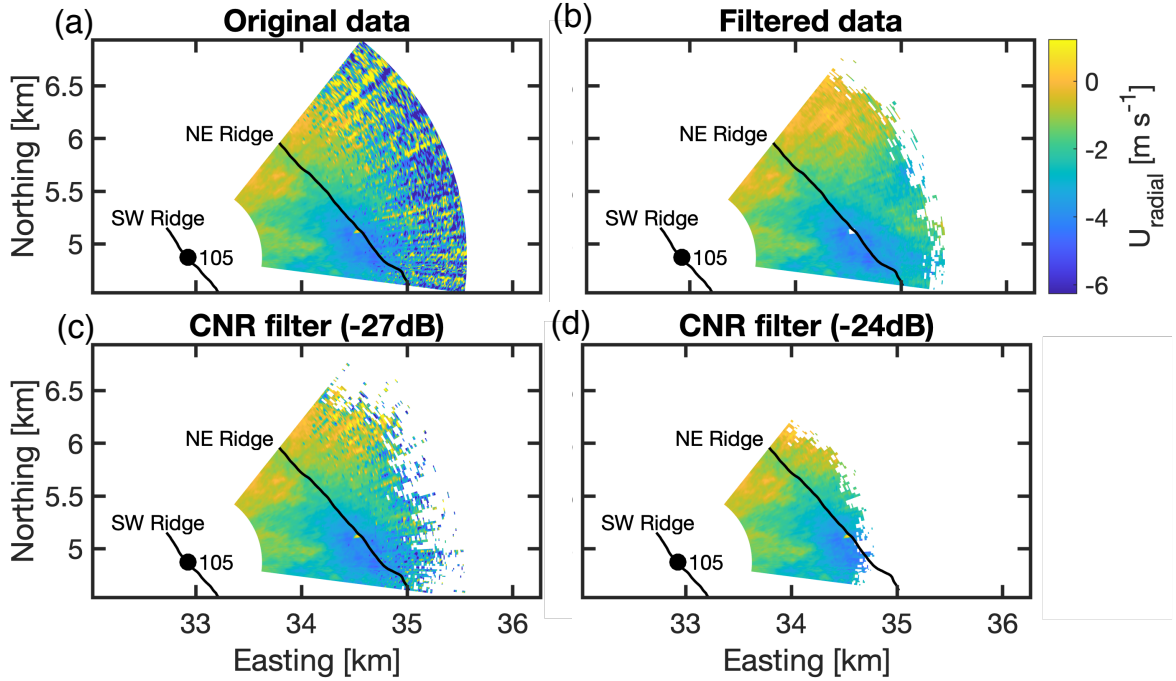 (a) Original data
(b) Filtered data
Northing [km]
6.5
6
5.5
5
NE Ridge
SW Ridge
105
NE Ridge
SW Ridge
105
0
-2
-4
-6
U radial [m s-1]
(c) CNR filter (-27dB)
(d) CNR filter (-24dB)
Northing [km]
6.5
6
5.5
5
NE Ridge
SW Ridge
105
NE Ridge
SW Ridge
105
33 34 35 36
33 34 35 36
Easting [km]
Easting [km]